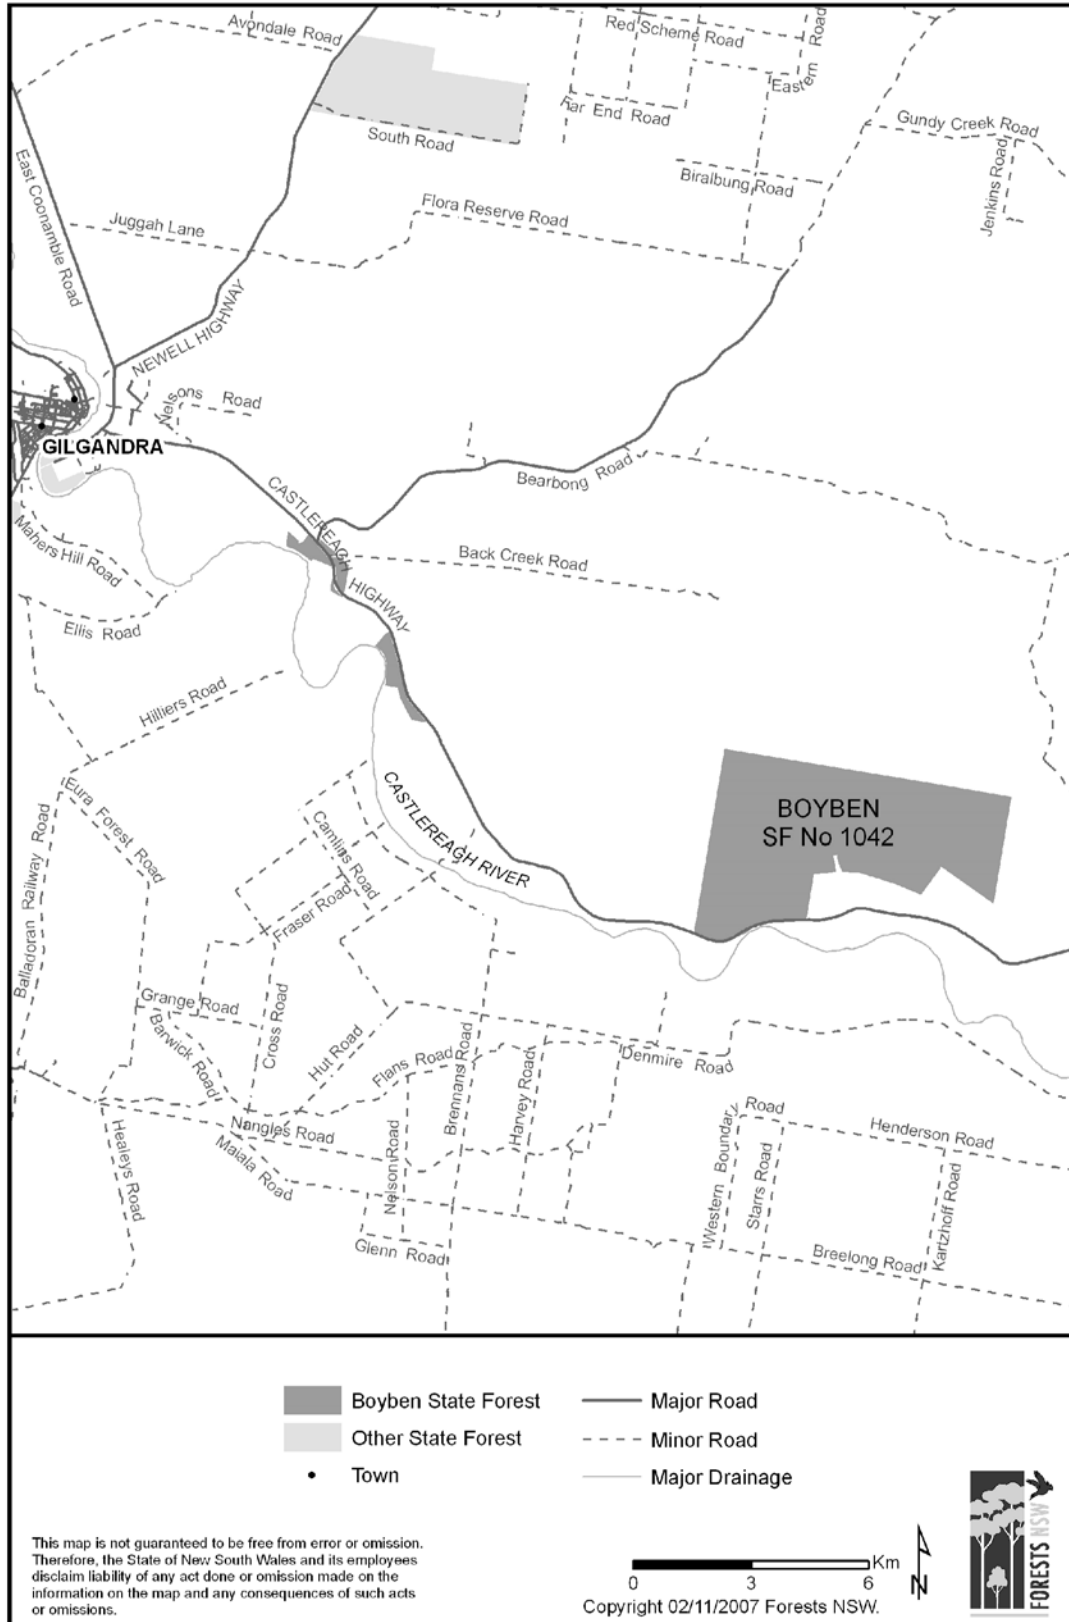 Avondale Road
Red Scheme Road
Eastern Road
Far End Road
Gundy Creek Road
South Road
Jenkins Road
Biralbung Road
East Coonamble Road
Flora Reserve Road
Juggah Lane
NEWELL HIGHWAY
Nelsons Road
GILGANDRA
Bearbong Road
CASTLEREAGH
HIGHWAY
Back Creek Road
Mahers Hill Road
Ellis Road
Hilliers Road
BOYBEN
SF No 1042
CASTLEREAGH RIVER
Eura Forest Road
Camlins Road
Balladoran Railway Road
Fraser Road
Grange Road
Cross Road
Barwick Road
Hut Road
Flans Road
Brennans Road
Harvey Road
Denmire Road
Healeys Road
Nangles Road
Maiala Road
Nelson Road
Glenn Road
Western Boundary Road
Starrs Road
Henderson Road
Kartzhoff Road
Breelong Road
Boyben State Forest
Major Road
Other State Forest
Minor Road
Town
Major Drainage
This map is not guaranteed to be free from error or omission.
Therefore, the State of New South Wales and its employees
disclaim liability of any act done or omission made on the
information on the map and any consequences of such acts
or omissions.
Km
0 3 6
N
Copyright 02/11/2007 Forests NSW.
FORESTS NSW